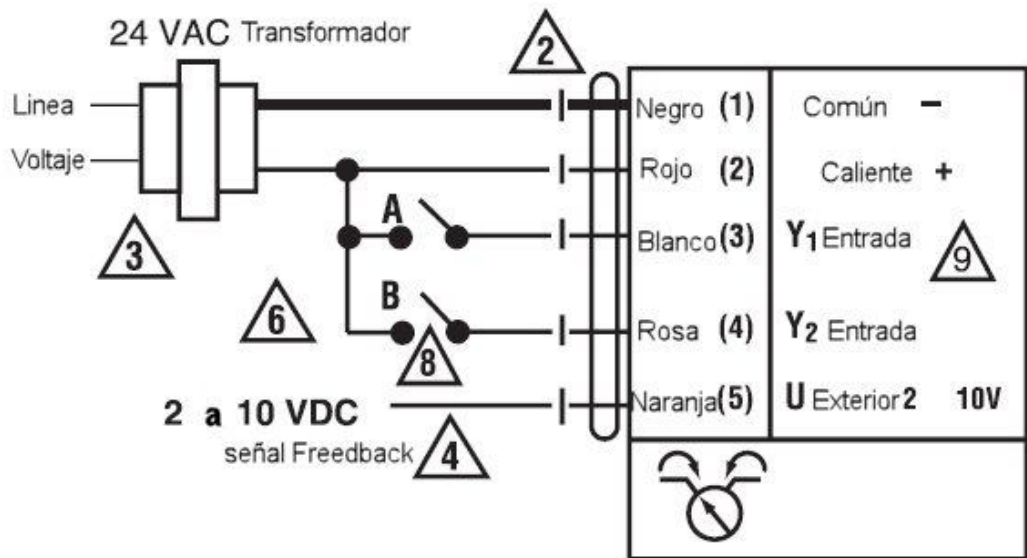 24 VAC Transformador
2
Linea
Negro (1) Común −
Voltaje
Rojo (2) Caliente +
3
A
Blanco (3) Y1 Entrada 9
6
B
8
Rosa (4) Y2 Entrada
2 a 10 VDC
Naranja (5) U Exterior 2 10V
señal Freedback
4